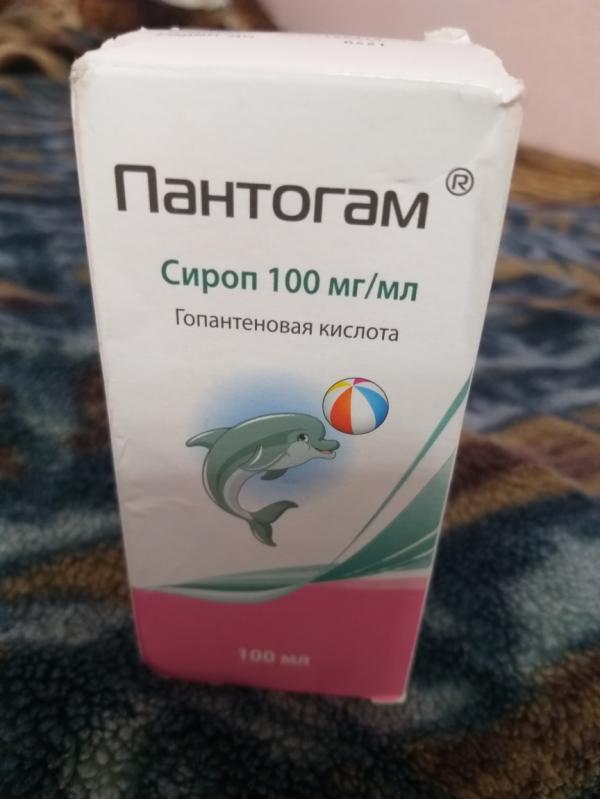 Пантогам ®
Сироп 100 мг/мл
Гопантеновая кислота
100 мл